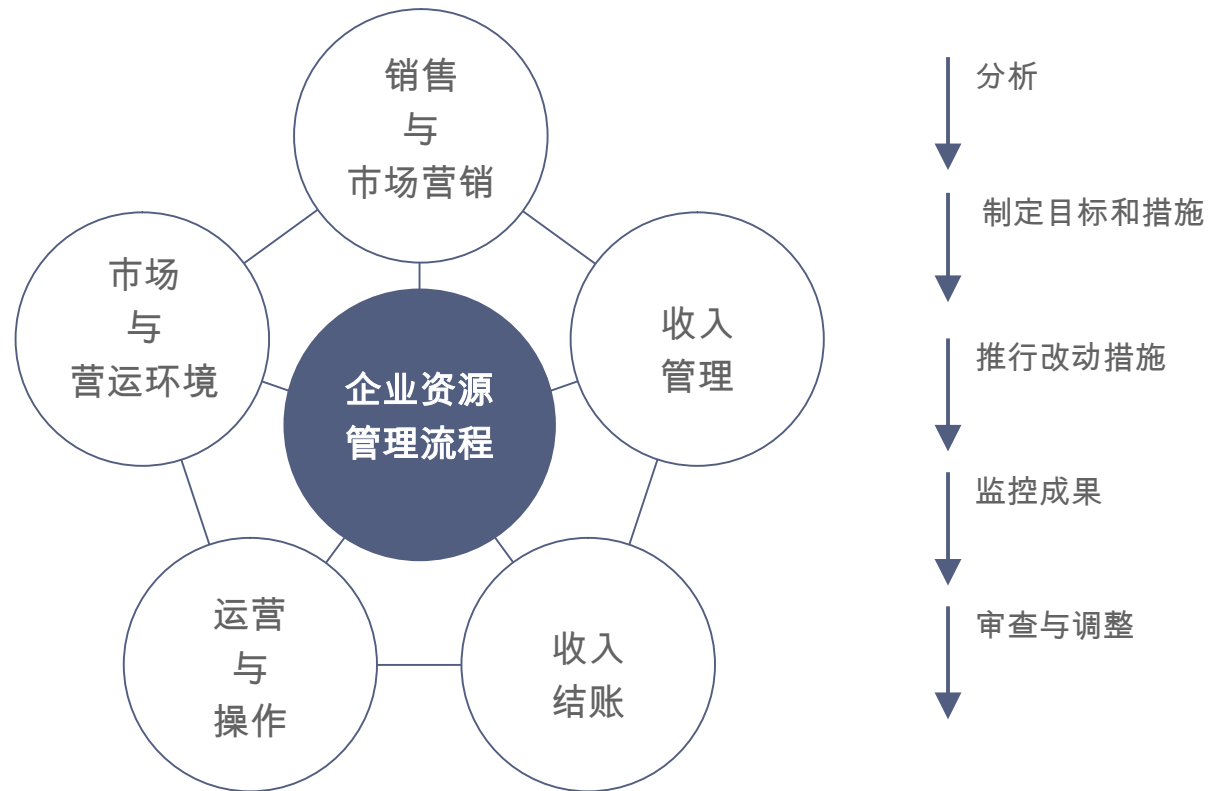 销售
与
市场营销
市场
与
营运环境
收入
管理
企业资源
管理流程
运营
与
操作
收入
结账
分析
制定目标和措施
推行改动措施
监控成果
审查与调整